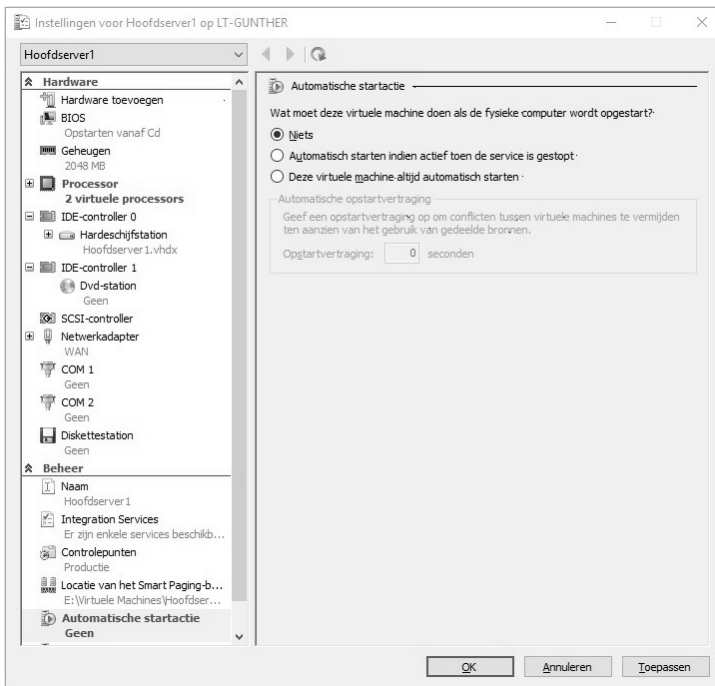 Instellingen voor Hoofdserver1 op LT-GUNTHER
Hoofdserver1
Hardware
Hardware toevoegen
BIOS
Opstarten vanaf Cd
Geheugen
2048 MB
Processor
2 virtuele processors
IDE-controller 0
Hardeschijfstation
Hoofdserver1.vhdx
IDE-controller 1
Dvd-station
Geen
SCSI-controller
Netwerkadapter
WAN
COM 1
Geen
COM 2
Geen
Diskettestation
Geen
Beheer
Naam
Hoofdserver1
Integration Services
Er zijn enkele services beschikb...
Controlepunten
Productie
Locatie van het Smart Paging-b...
E:\Virtuele Machines\Hoofdser...
Automatische startactie
Geen
Automatische startactie
Wat moet deze virtuele machine doen als de fysieke computer wordt opgestart?
Niets
Automatisch starten indien actief toen de service is gestopt
Deze virtuele machine altijd automatisch starten
Automatische opstartvertraging
Geef een opstartvertraging op om conflicten tussen virtuele machines te vermijden
ten aanzien van het gebruik van gedeelde bronnen.
Opstartvertraging: 0 seconden
OK Annuleren Toepassen